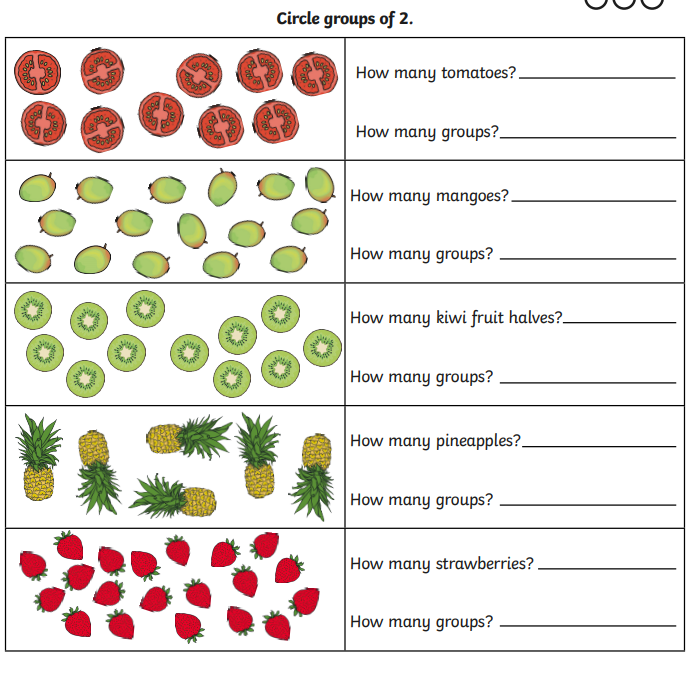 Circle groups of 2.
How many tomatoes?
How many groups?
How many mangoes?
How many groups?
How many kiwi fruit halves?
How many groups?
How many pineapples?
How many groups?
How many strawberries?
How many groups?